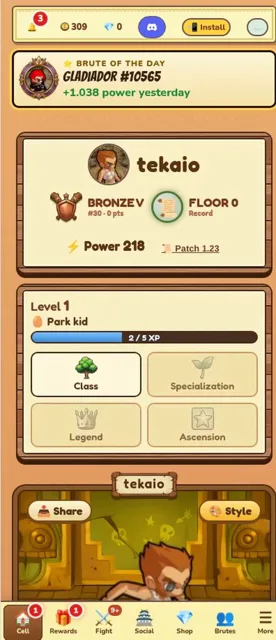 3
309
0
Install
BRUTE OF THE DAY
GLADIADOR #10565
+1.038 power yesterday
tekaio
BRONZE V
#30 · 0 pts
FLOOR 0
Record
Power 218
Patch 1.23
Level 1
Park kid
2 / 5 XP
Class
Specialization
Legend
Ascension
tekaio
Share
Style
1
1
9+
Cell
Rewards
Fight
Social
Shop
Brutes
More